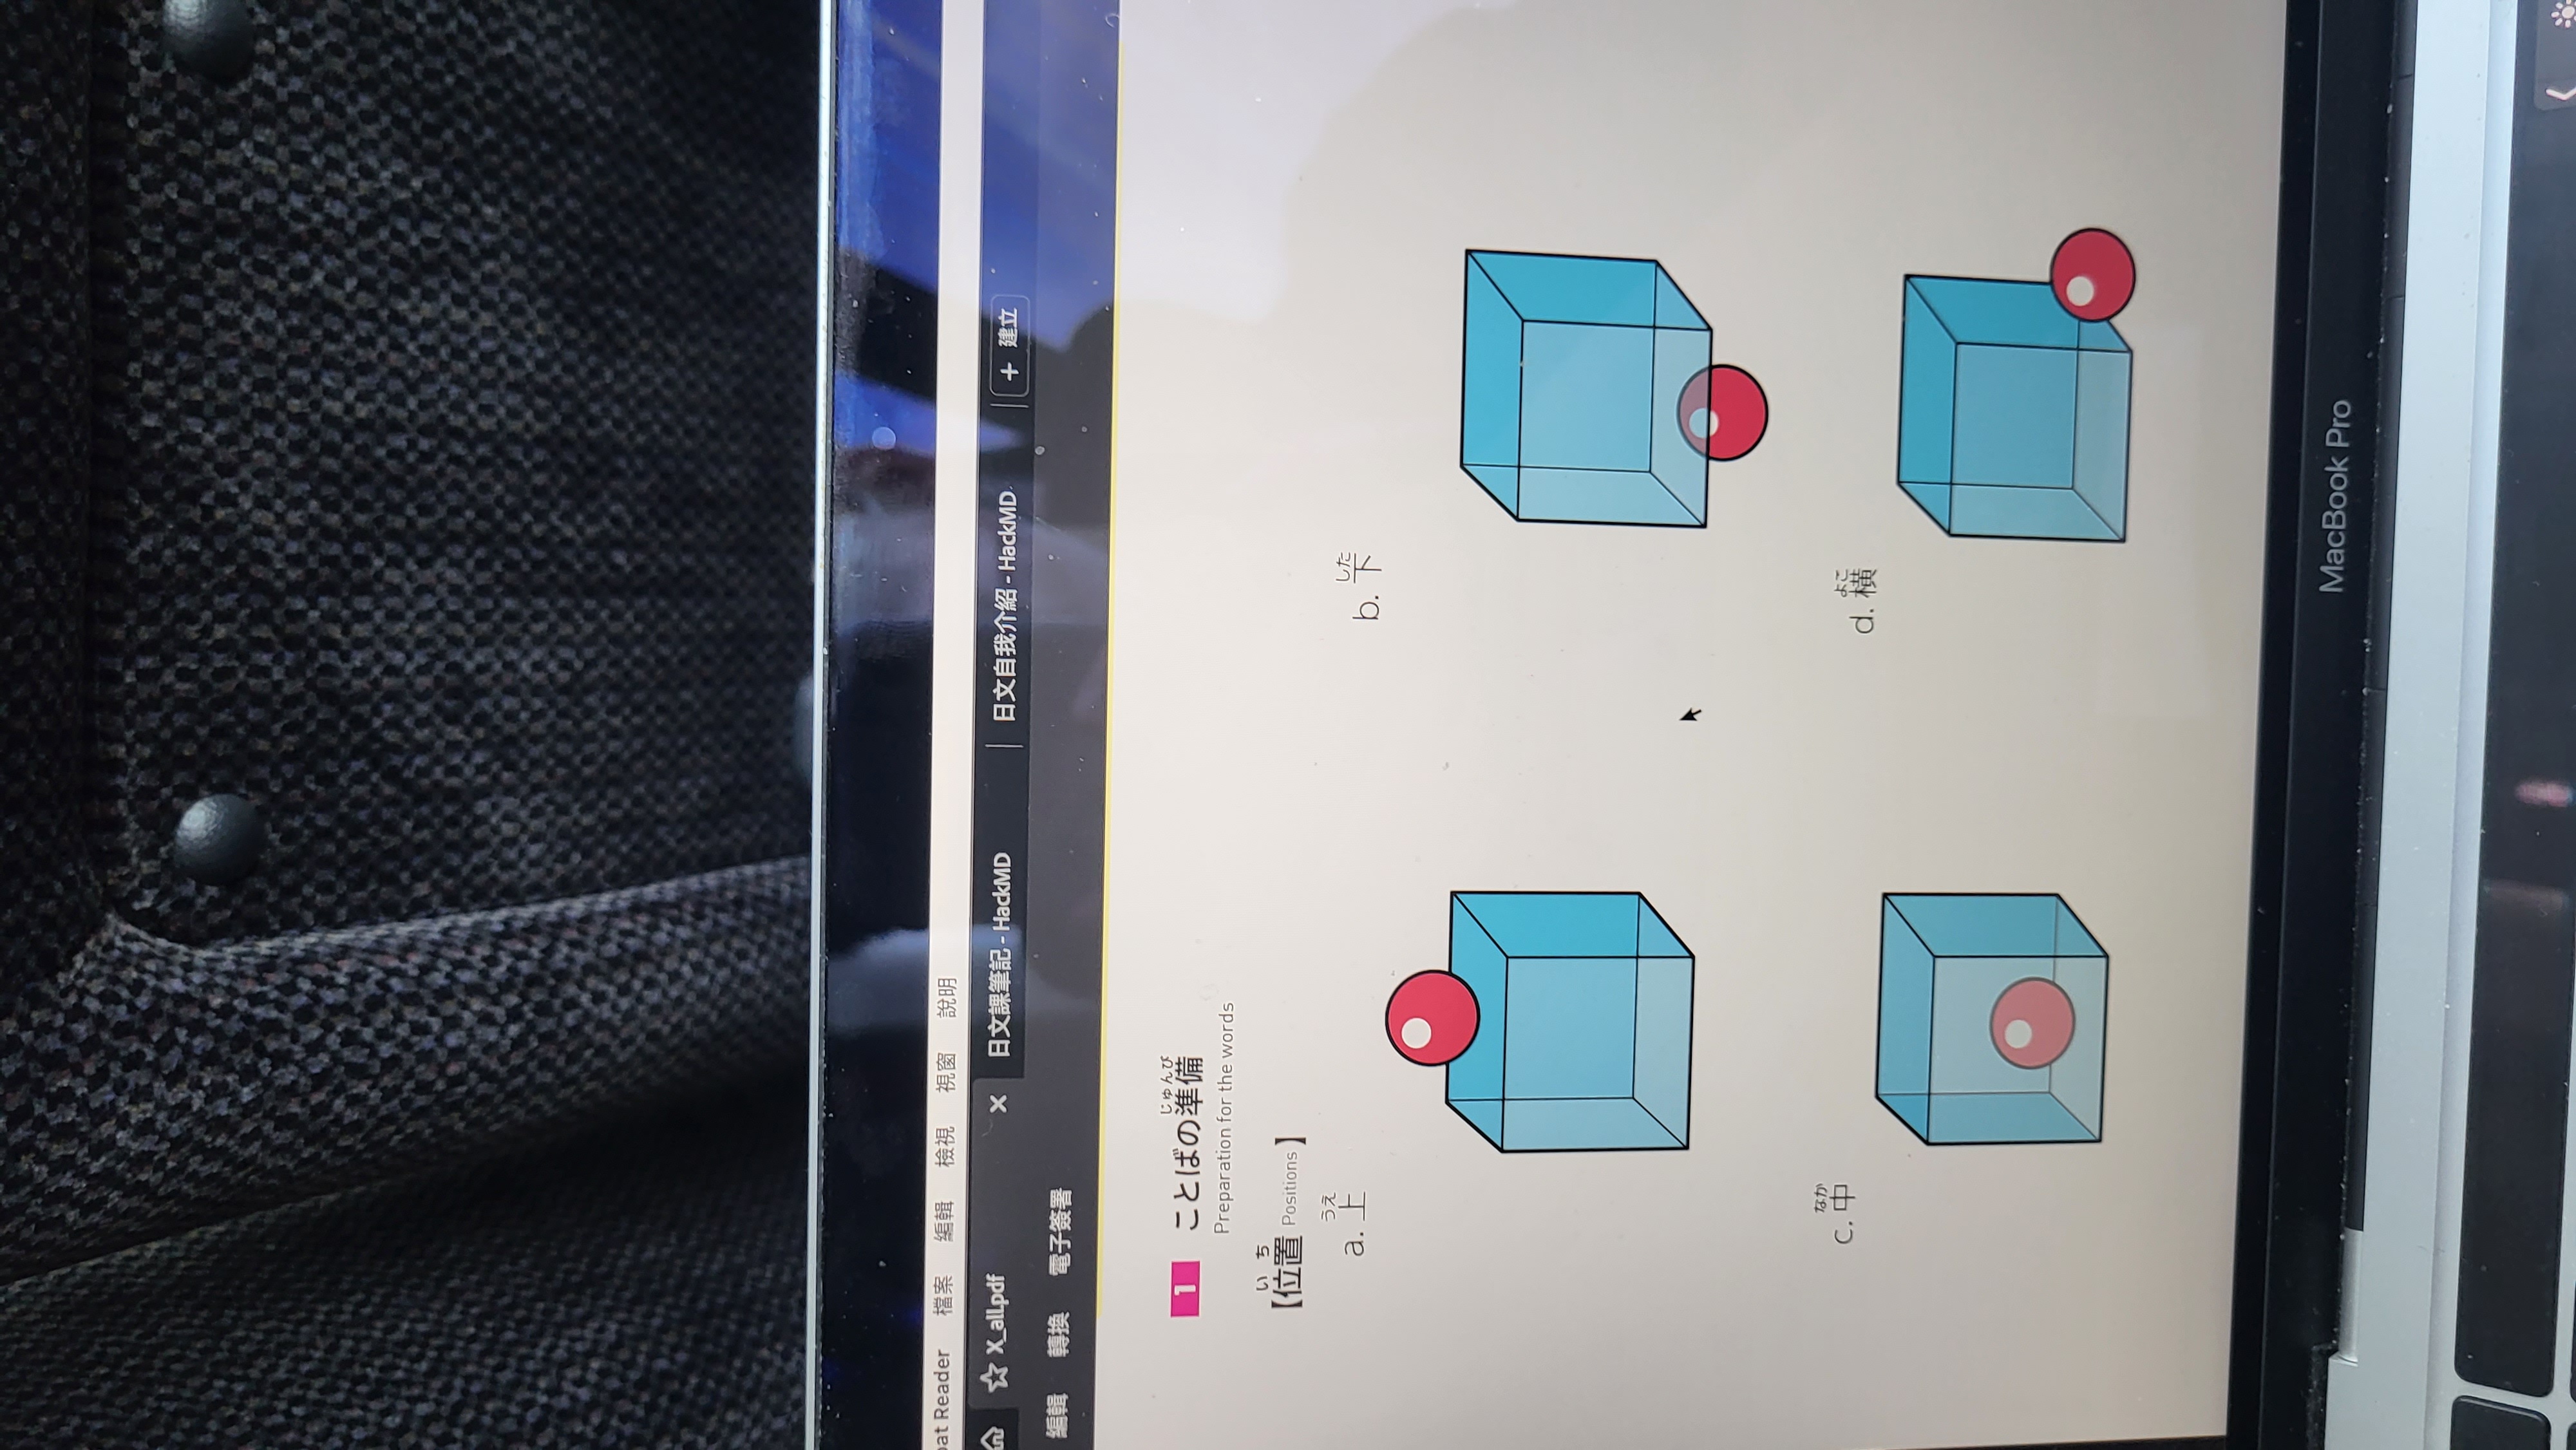 bat Reader 檔案 編輯 檢視 視窗 說明
X_all.pdf × 日文課筆記 - HackMD 日文自我介紹 - HackMD + 建立
編輯 轉換 電子簽署
じゅんび
1 ことばの準備
Preparation for the words
いち
【位置 Positions】
うえ
a. 上
した
b. 下
なか
c. 中
よこ
d. 横
MacBook Pro